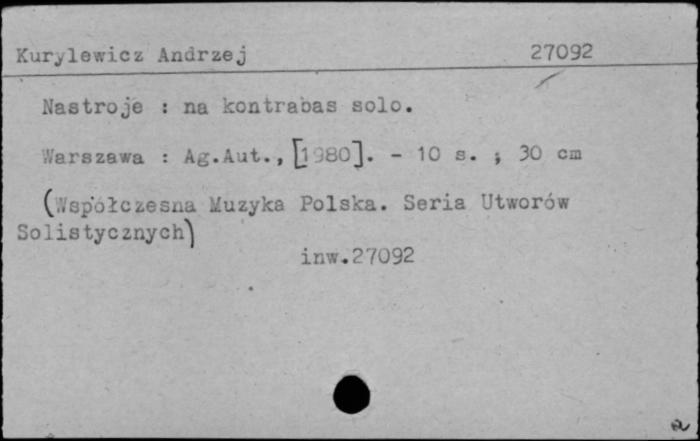 Kurylewicz Andrzej 27092
Nastroje : na kontrabas solo.
Warszawa : Ag.Aut., [1980]. - 10 s. ; 30 cm
(Współczesna Muzyka Polska. Seria Utworów
Solistycznych)
inw.27092